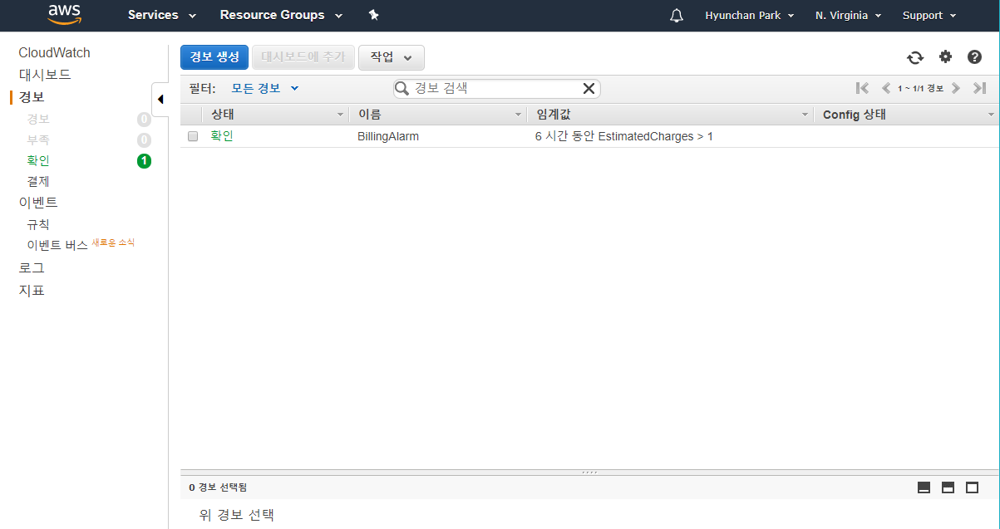 aws Services Resource Groups Hyunchan Park N. Virginia Support
CloudWatch
대시보드
경보
경보 0
부족 0
확인 1
결제
이벤트
규칙
이벤트 버스 새로운 소식
로그
지표
경보 생성 대시보드에 추가 작업
필터: 모든 경보 경보 검색 1 ~ 1/1 경보
상태 이름 임계값 Config 상태
확인 BillingAlarm 6 시간 동안 EstimatedCharges > 1
0 경보 선택됨
위 경보 선택